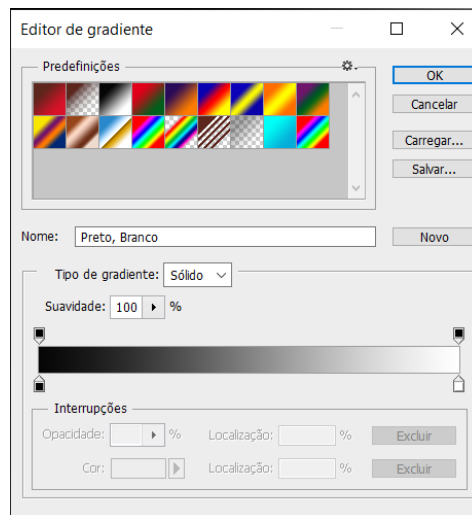 Editor de gradiente
Predefinições
OK
Cancelar
Carregar...
Salvar...
Nome: Preto, Branco
Novo
Tipo de gradiente: Sólido
Suavidade: 100 %
Interrupções
Opacidade: % Localização: % Excluir
Cor: Localização: % Excluir